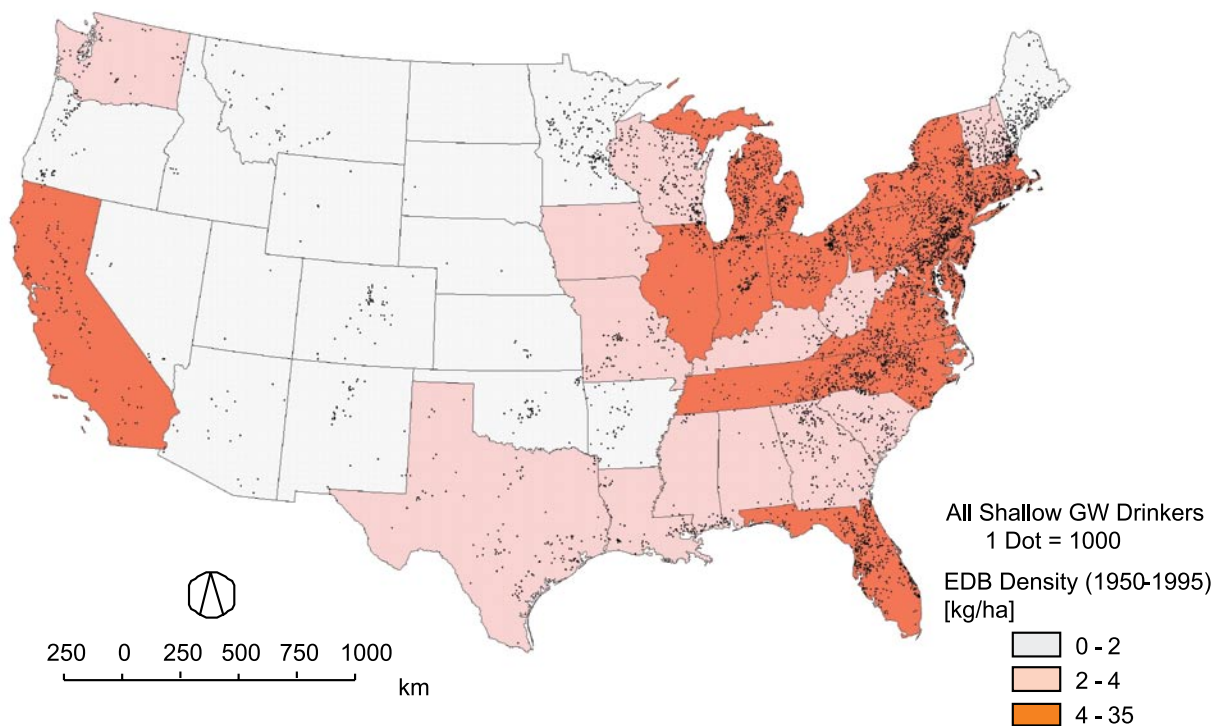 All Shallow GW Drinkers
1 Dot = 1000
EDB Density (1950-1995)
[kg/ha]
0 - 2
2 - 4
4 - 35
250 0 250 500 750 1000
km